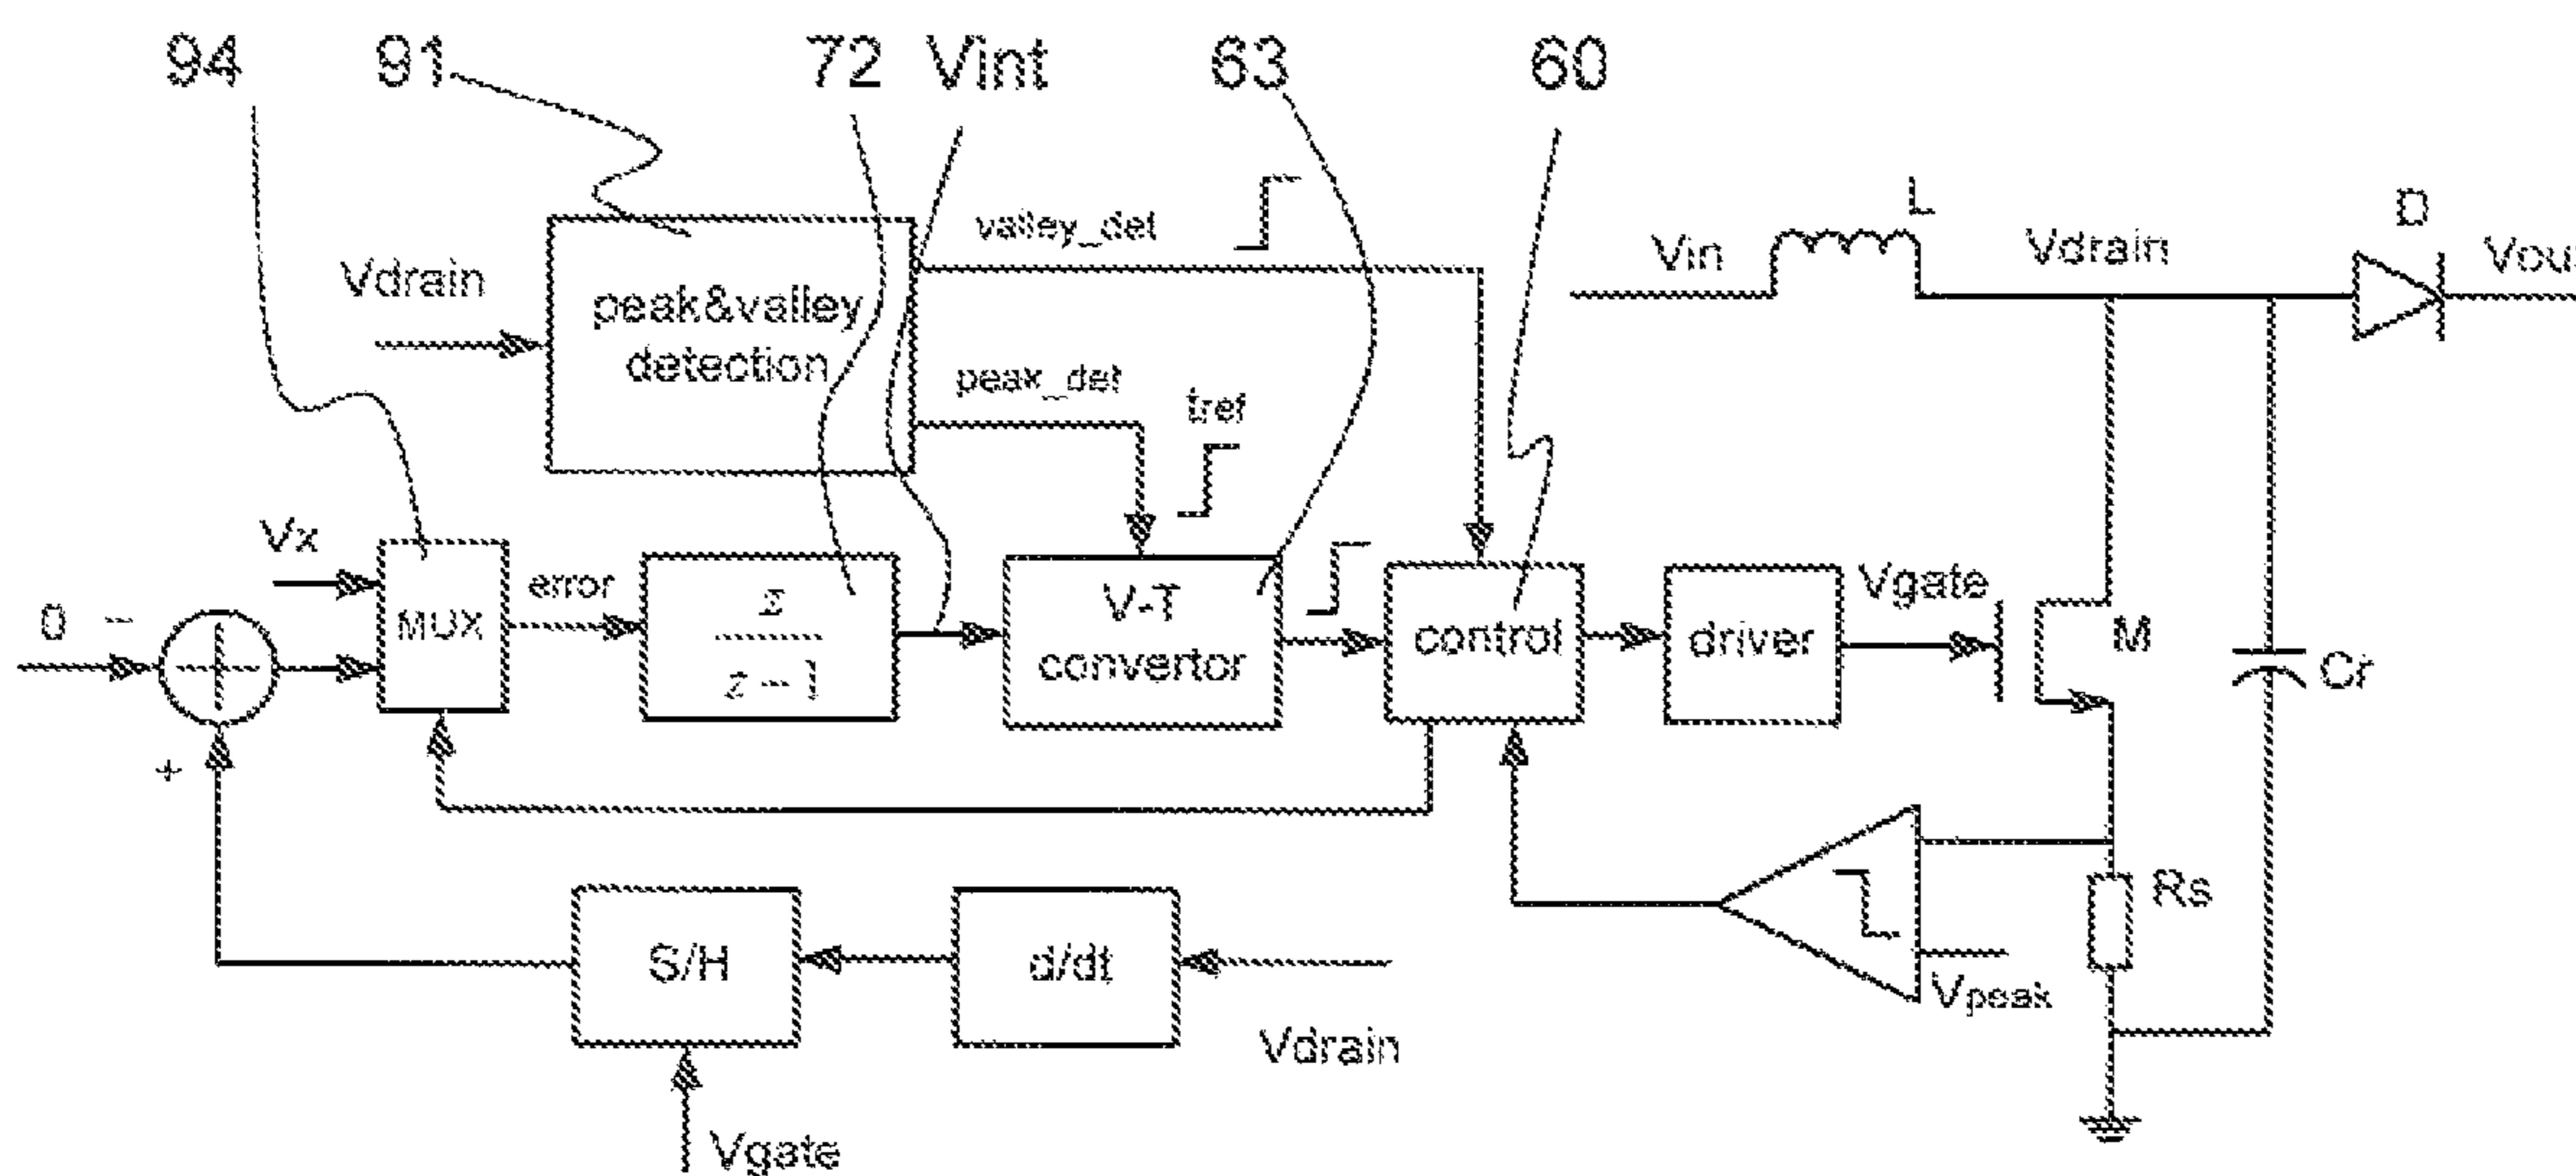 94 91 72 Vint 63 60
valley_det
L
D
Vdrain
Vin
Vdrain
Vout
peak&valley
detection
peak_det
tref
Vx
0
-
MUX
error
z
z-1
V-T
convertor
control
driver
Vgate
M
Cr
+
S/H
d/dt
Vdrain
Vgate
Vpeak
Rs